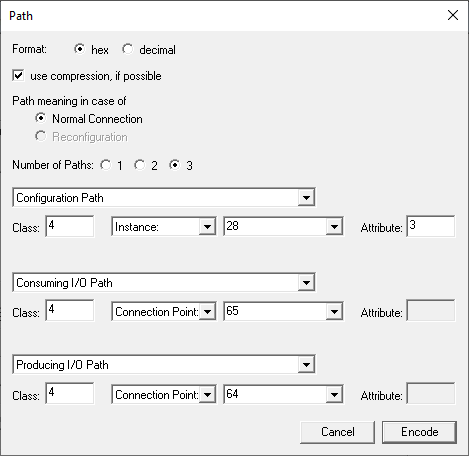 Path
Format: hex decimal
use compression, if possible
Path meaning in case of
Normal Connection
Reconfiguration
Number of Paths: 1 2 3
Configuration Path
Class: 4 Instance: 28 Attribute: 3
Consuming I/O Path
Class: 4 Connection Point: 65 Attribute:
Producing I/O Path
Class: 4 Connection Point: 64 Attribute:
Cancel Encode